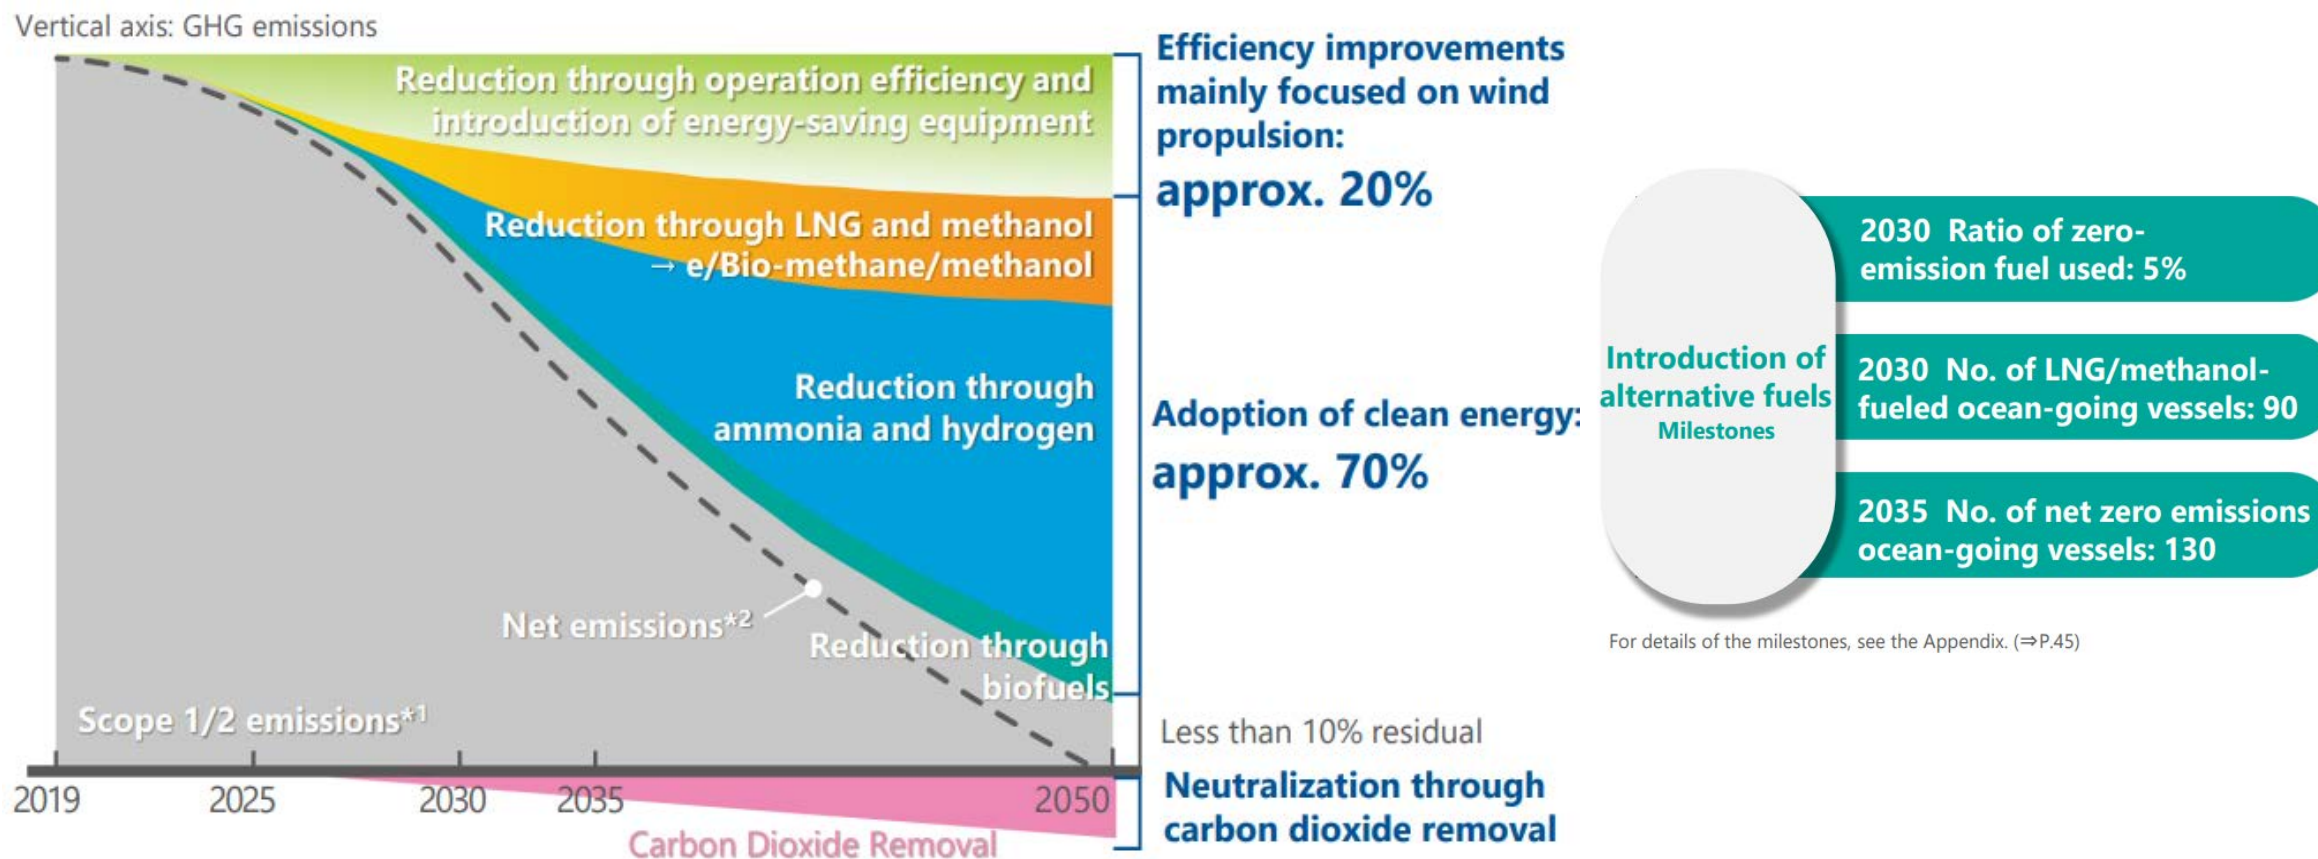 Vertical axis: GHG emissions
Reduction through operation efficiency and
introduction of energy-saving equipment
Reduction through LNG and methanol
→ e/Bio-methane/methanol
Reduction through
ammonia and hydrogen
Net emissions*2
Reduction through
biofuels
Scope 1/2 emissions*1
2019
2025
2030
2035
2050
Carbon Dioxide Removal
Efficiency improvements
mainly focused on wind
propulsion:
approx. 20%
Adoption of clean energy:
approx. 70%
Less than 10% residual
Neutralization through
carbon dioxide removal
Introduction of
alternative fuels
Milestones
2030 Ratio of zero-
emission fuel used: 5%
2030 No. of LNG/methanol-
fueled ocean-going vessels: 90
2035 No. of net zero emissions
ocean-going vessels: 130
For details of the milestones, see the Appendix. (⇒P.45)